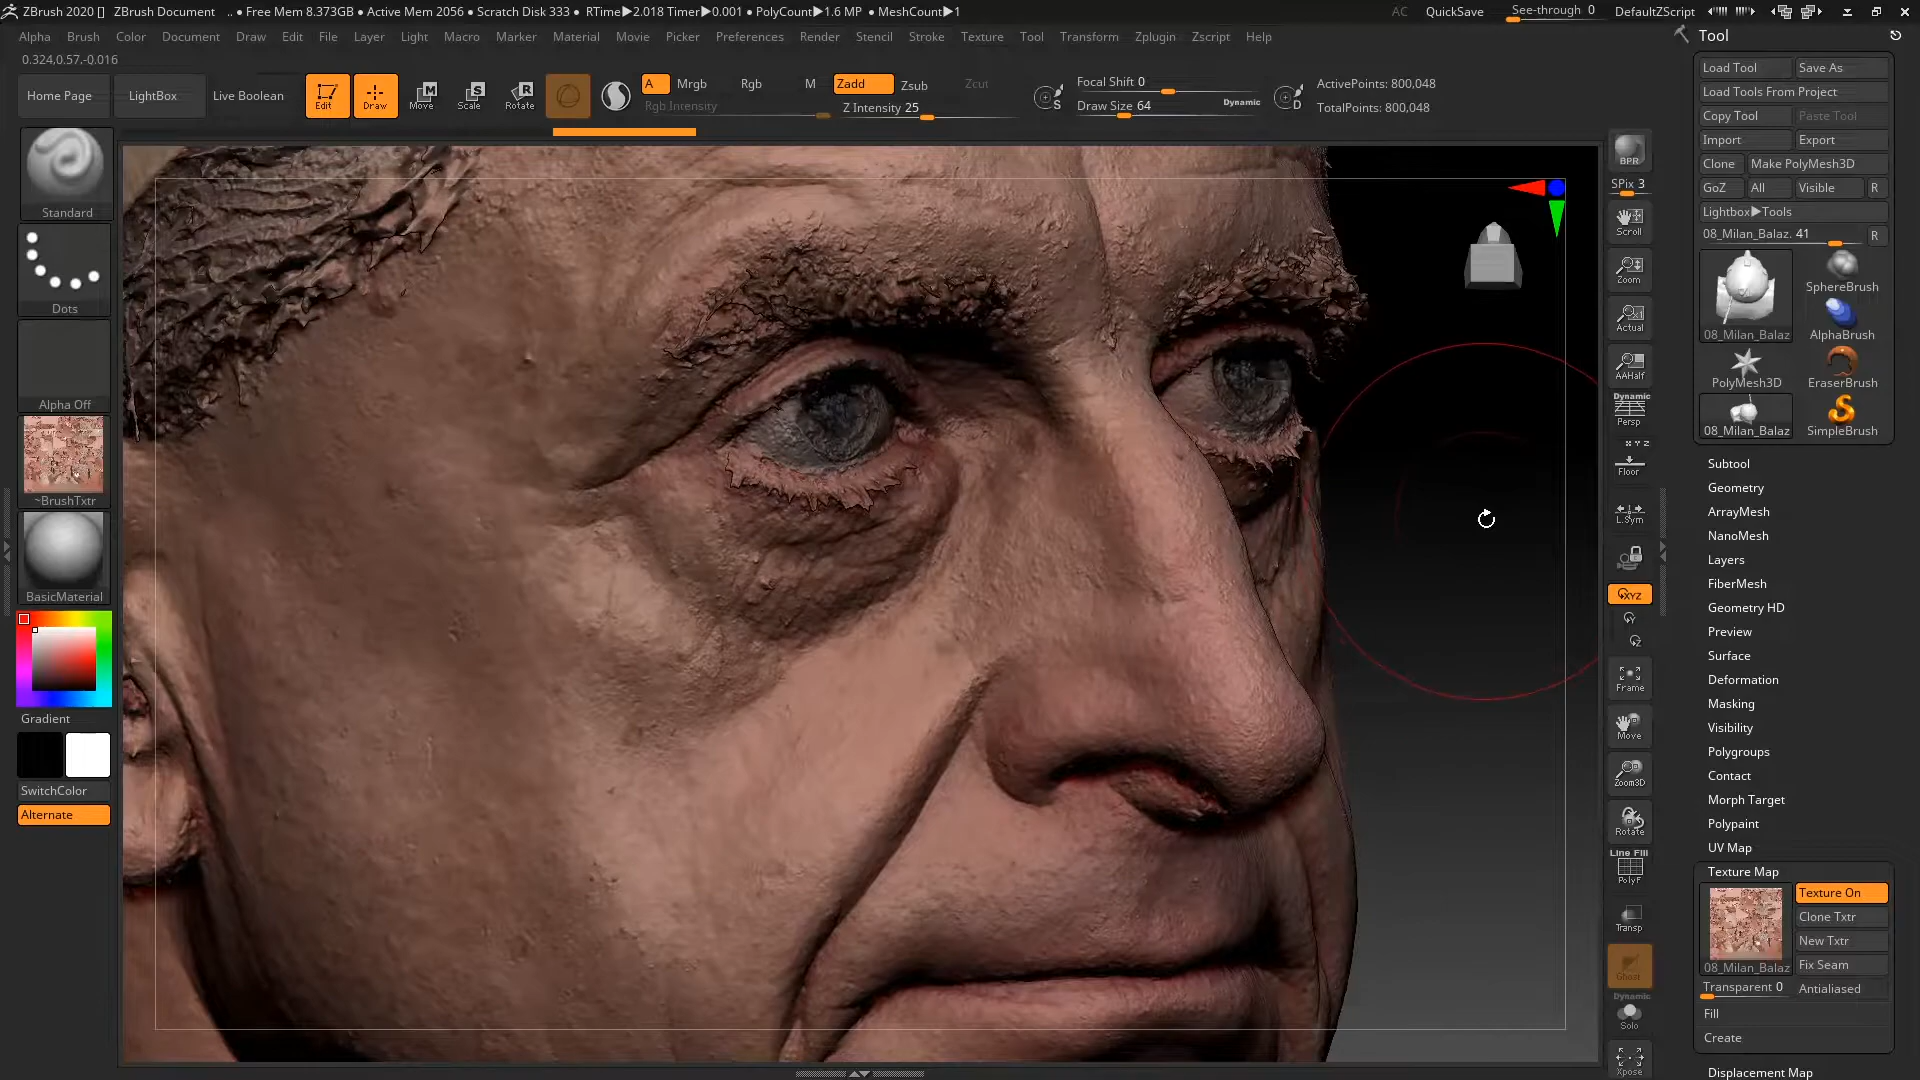 ZBrush 2020 [] ZBrush Document .. • Free Mem 8.373GB • Active Mem 2056 • Scratch Disk 333 • RTime▶2.018 Timer▶0.001 • PolyCount▶1.6 MP • MeshCount▶1 AC QuickSave See-through 0 DefaultZScript
Alpha Brush Color Document Draw Edit File Layer Light Macro Marker Material Movie Picker Preferences Render Stencil Stroke Texture Tool Transform Zplugin Zscript Help
0.324,0.57,-0.016
Home Page LightBox Live Boolean Edit Draw Move Scale Rotate
A Mrgb Rgb M Zadd Zsub Zcut
Rgb Intensity Z Intensity 25
Focal Shift 0
Draw Size 64 Dynamic
S D
ActivePoints: 800,048
TotalPoints: 800,048
Standard
Dots
Alpha Off
~BrushTxtr
BasicMaterial
Gradient
SwitchColor
Alternate
BPR
SPix 3
Scroll
Zoom
Actual
AAHalf
Dynamic
Persp
X Y Z
Floor
L.Sym
XYZ
Y
Z
Frame
Move
Zoom3D
Rotate
Line Fill
PolyF
Transp
Ghost
Dynamic
Solo
Xpose
Tool
Load Tool Save As
Load Tools From Project
Copy Tool Paste Tool
Import Export
Clone Make PolyMesh3D
GoZ All Visible R
Lightbox▶Tools
08_Milan_Balaz. 41 R
08_Milan_Balaz SphereBrush
AlphaBrush
PolyMesh3D EraserBrush
08_Milan_Balaz SimpleBrush
Subtool
Geometry
ArrayMesh
NanoMesh
Layers
FiberMesh
Geometry HD
Preview
Surface
Deformation
Masking
Visibility
Polygroups
Contact
Morph Target
Polypaint
UV Map
Texture Map
Texture On
Clone Txtr
New Txtr
08_Milan_Balaz Fix Seam
Transparent 0 Antialiased
Fill
Create
Displacement Map